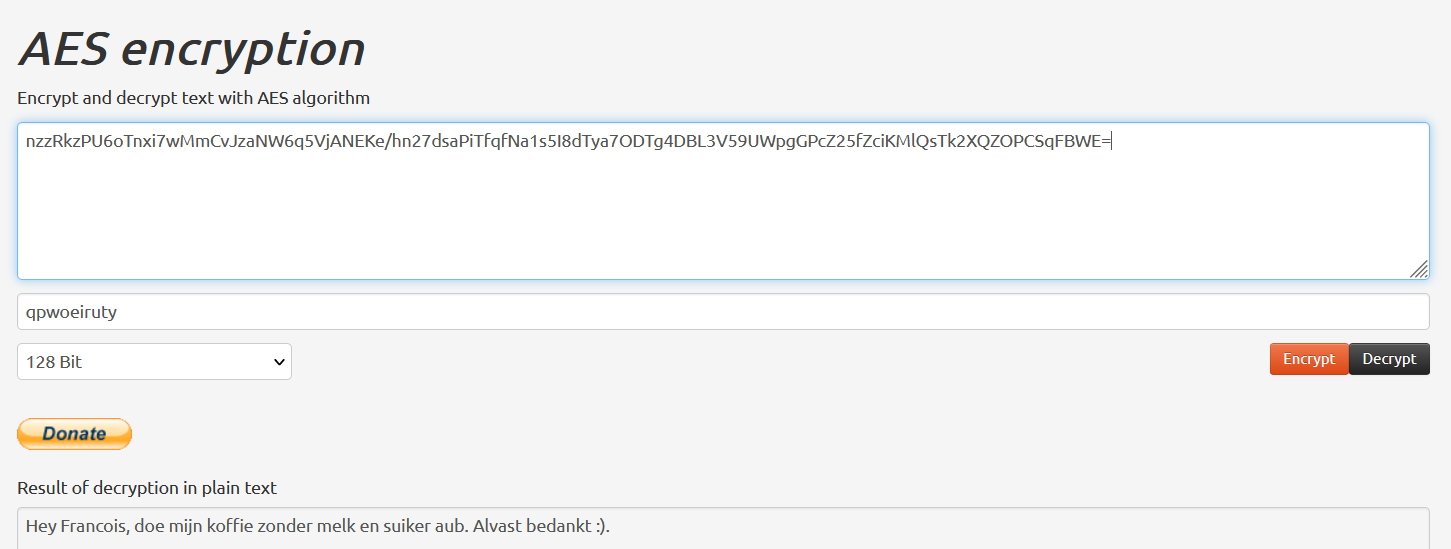 AES encryption
Encrypt and decrypt text with AES algorithm
nzzRkzPU6oTnxi7wMmCvJzaNW6q5VjANEKe/hn27dsaPiTfqfNa1s5I8dTya7ODTg4DBL3V59UWpgGPcZ25fZciKMlQsTk2XQZOPCSqFBWE=
qpwoeiruty
128 Bit
Encrypt Decrypt
Donate
Result of decryption in plain text
Hey Francois, doe mijn koffie zonder melk en suiker aub. Alvast bedankt :).